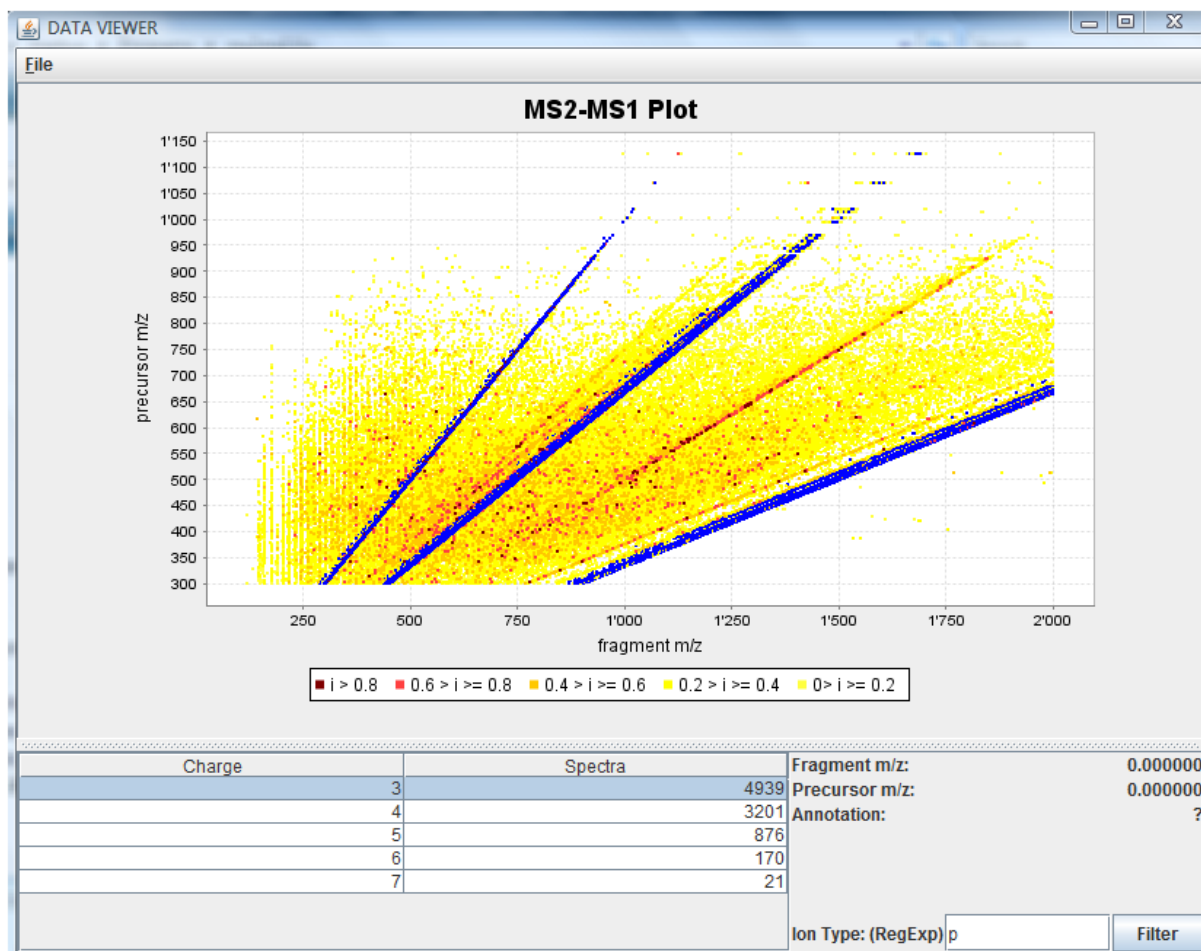 DATA VIEWER
File
MS2-MS1 Plot
1'150
1'100
1'050
1'000
950
900
850
800
750
700
650
600
550
500
450
400
350
300
precursor m/z
250 500 750 1'000 1'250 1'500 1'750 2'000
fragment m/z
i > 0.8 0.6 > i >= 0.8 0.4 > i >= 0.6 0.2 > i >= 0.4 0> i >= 0.2
Charge Spectra
3 4939
4 3201
5 876
6 170
7 21
Fragment m/z: 0.000000
Precursor m/z: 0.000000
Annotation: ?
Ion Type: (RegExp) p Filter